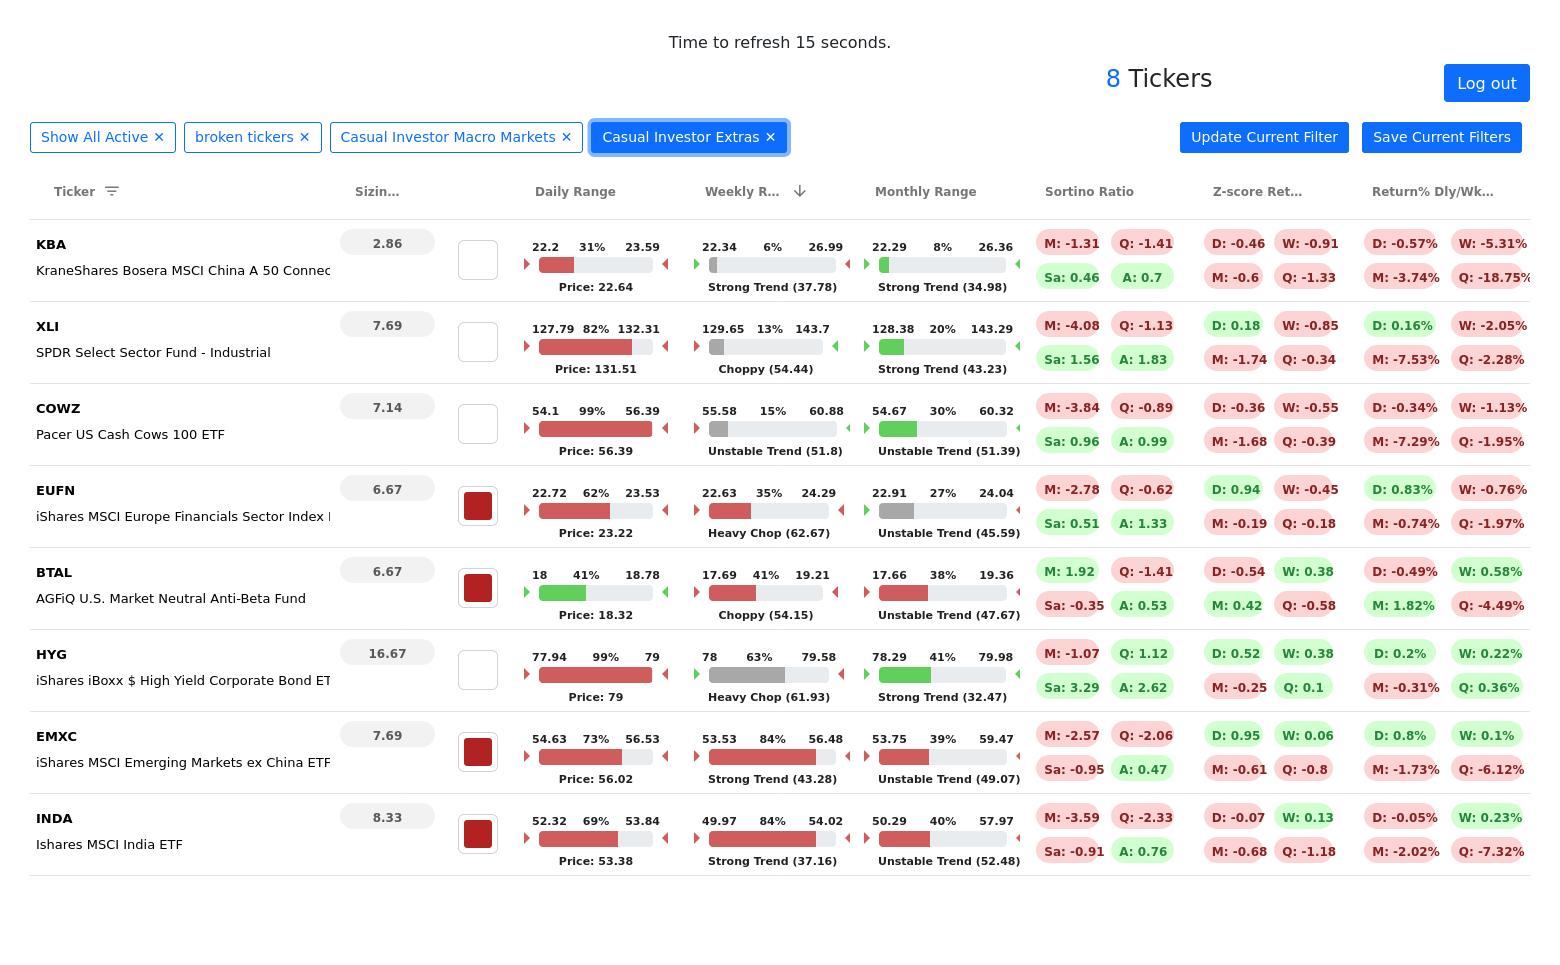 Time to refresh 15 seconds.
8 Tickers
Log out
Show All Active ✕ broken tickers ✕ Casual Investor Macro Markets ✕ Casual Investor Extras ✕ Update Current Filter Save Current Filters
Ticker Sizin… Daily Range Weekly R… Monthly Range Sortino Ratio Z-score Ret… Return% Dly/Wk…
KBA 2.86 22.2 31% 23.59 22.34 6% 26.99 22.29 8% 26.36 M: -1.31 Q: -1.41 D: -0.46 W: -0.91 D: -0.57% W: -5.31%
KraneShares Bosera MSCI China A 50 Connec Price: 22.64 Strong Trend (37.78) Strong Trend (34.98) Sa: 0.46 A: 0.7 M: -0.6 Q: -1.33 M: -3.74% Q: -18.75%
XLI 7.69 127.79 82% 132.31 129.65 13% 143.7 128.38 20% 143.29 M: -4.08 Q: -1.13 D: 0.18 W: -0.85 D: 0.16% W: -2.05%
SPDR Select Sector Fund - Industrial Price: 131.51 Choppy (54.44) Strong Trend (43.23) Sa: 1.56 A: 1.83 M: -1.74 Q: -0.34 M: -7.53% Q: -2.28%
COWZ 7.14 54.1 99% 56.39 55.58 15% 60.88 54.67 30% 60.32 M: -3.84 Q: -0.89 D: -0.36 W: -0.55 D: -0.34% W: -1.13%
Pacer US Cash Cows 100 ETF Price: 56.39 Unstable Trend (51.8) Unstable Trend (51.39) Sa: 0.96 A: 0.99 M: -1.68 Q: -0.39 M: -7.29% Q: -1.95%
EUFN 6.67 22.72 62% 23.53 22.63 35% 24.29 22.91 27% 24.04 M: -2.78 Q: -0.62 D: 0.94 W: -0.45 D: 0.83% W: -0.76%
iShares MSCI Europe Financials Sector Index Price: 23.22 Heavy Chop (62.67) Unstable Trend (45.59) Sa: 0.51 A: 1.33 M: -0.19 Q: -0.18 M: -0.74% Q: -1.97%
BTAL 6.67 18 41% 18.78 17.69 41% 19.21 17.66 38% 19.36 M: 1.92 Q: -1.41 D: -0.54 W: 0.38 D: -0.49% W: 0.58%
AGFiQ U.S. Market Neutral Anti-Beta Fund Price: 18.32 Choppy (54.15) Unstable Trend (47.67) Sa: -0.35 A: 0.53 M: 0.42 Q: -0.58 M: 1.82% Q: -4.49%
HYG 16.67 77.94 99% 79 78 63% 79.58 78.29 41% 79.98 M: -1.07 Q: 1.12 D: 0.52 W: 0.38 D: 0.2% W: 0.22%
iShares iBoxx $ High Yield Corporate Bond ET Price: 79 Heavy Chop (61.93) Strong Trend (32.47) Sa: 3.29 A: 2.62 M: -0.25 Q: 0.1 M: -0.31% Q: 0.36%
EMXC 7.69 54.63 73% 56.53 53.53 84% 56.48 53.75 39% 59.47 M: -2.57 Q: -2.06 D: 0.95 W: 0.06 D: 0.8% W: 0.1%
iShares MSCI Emerging Markets ex China ETF Price: 56.02 Strong Trend (43.28) Unstable Trend (49.07) Sa: -0.95 A: 0.47 M: -0.61 Q: -0.8 M: -1.73% Q: -6.12%
INDA 8.33 52.32 69% 53.84 49.97 84% 54.02 50.29 40% 57.97 M: -3.59 Q: -2.33 D: -0.07 W: 0.13 D: -0.05% W: 0.23%
Ishares MSCI India ETF Price: 53.38 Strong Trend (37.16) Unstable Trend (52.48) Sa: -0.91 A: 0.76 M: -0.68 Q: -1.18 M: -2.02% Q: -7.32%